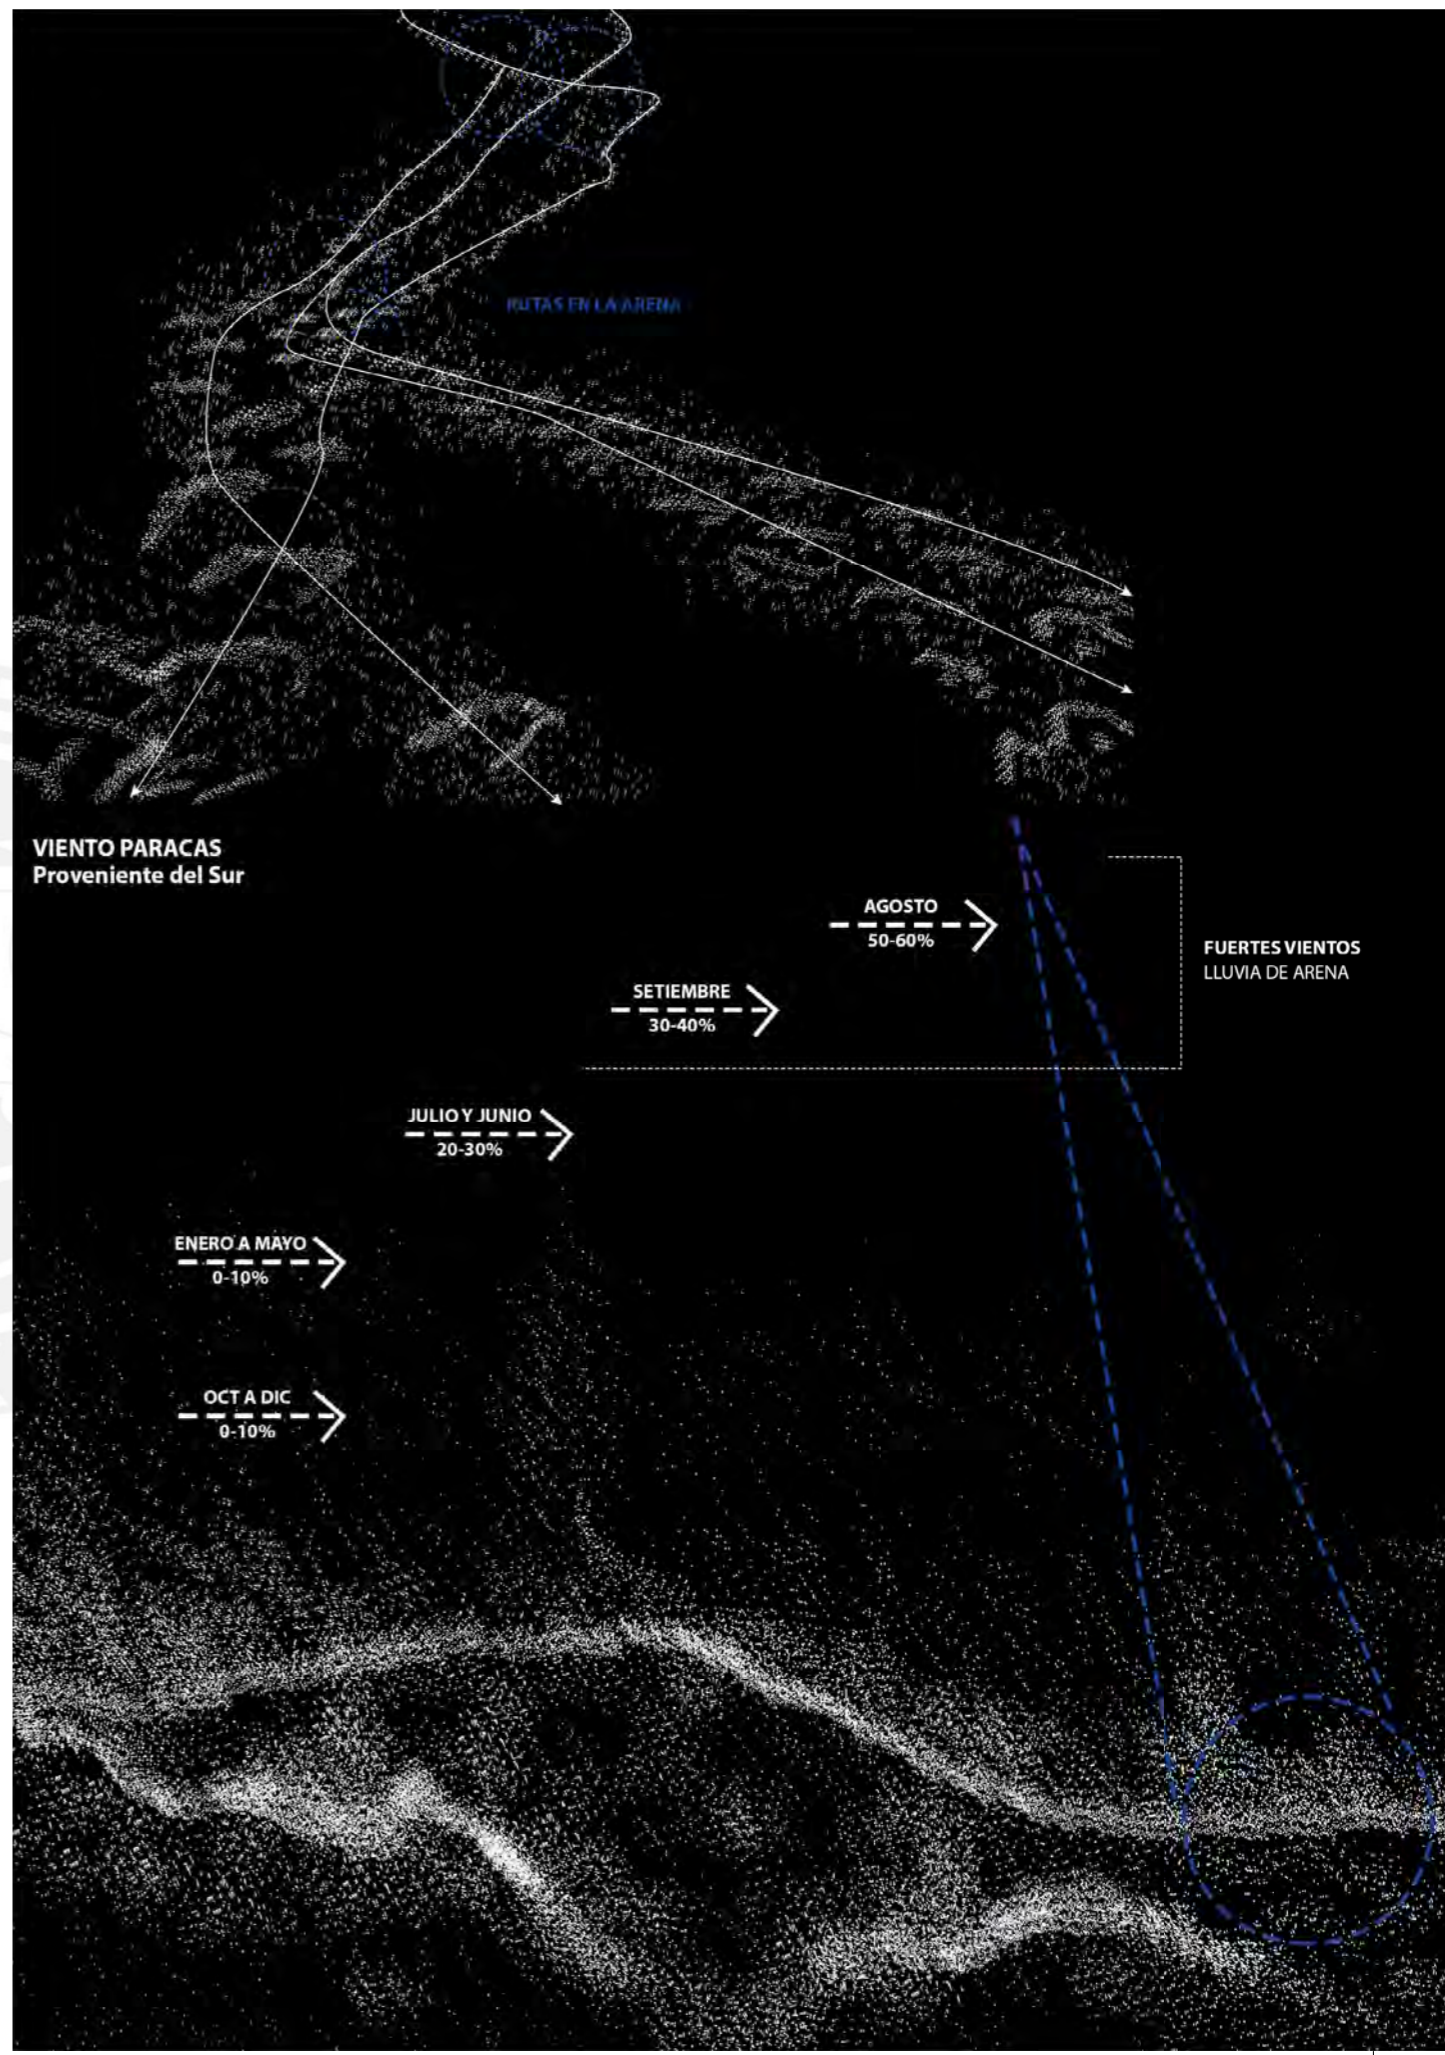 RUTAS EN LA ARENA
VIENTO PARACAS
Proveniente del Sur
AGOSTO
50-60%
FUERTES VIENTOS
LLUVIA DE ARENA
SETIEMBRE
30-40%
JULIO Y JUNIO
20-30%
ENERO A MAYO
0-10%
OCT A DIC
0-10%